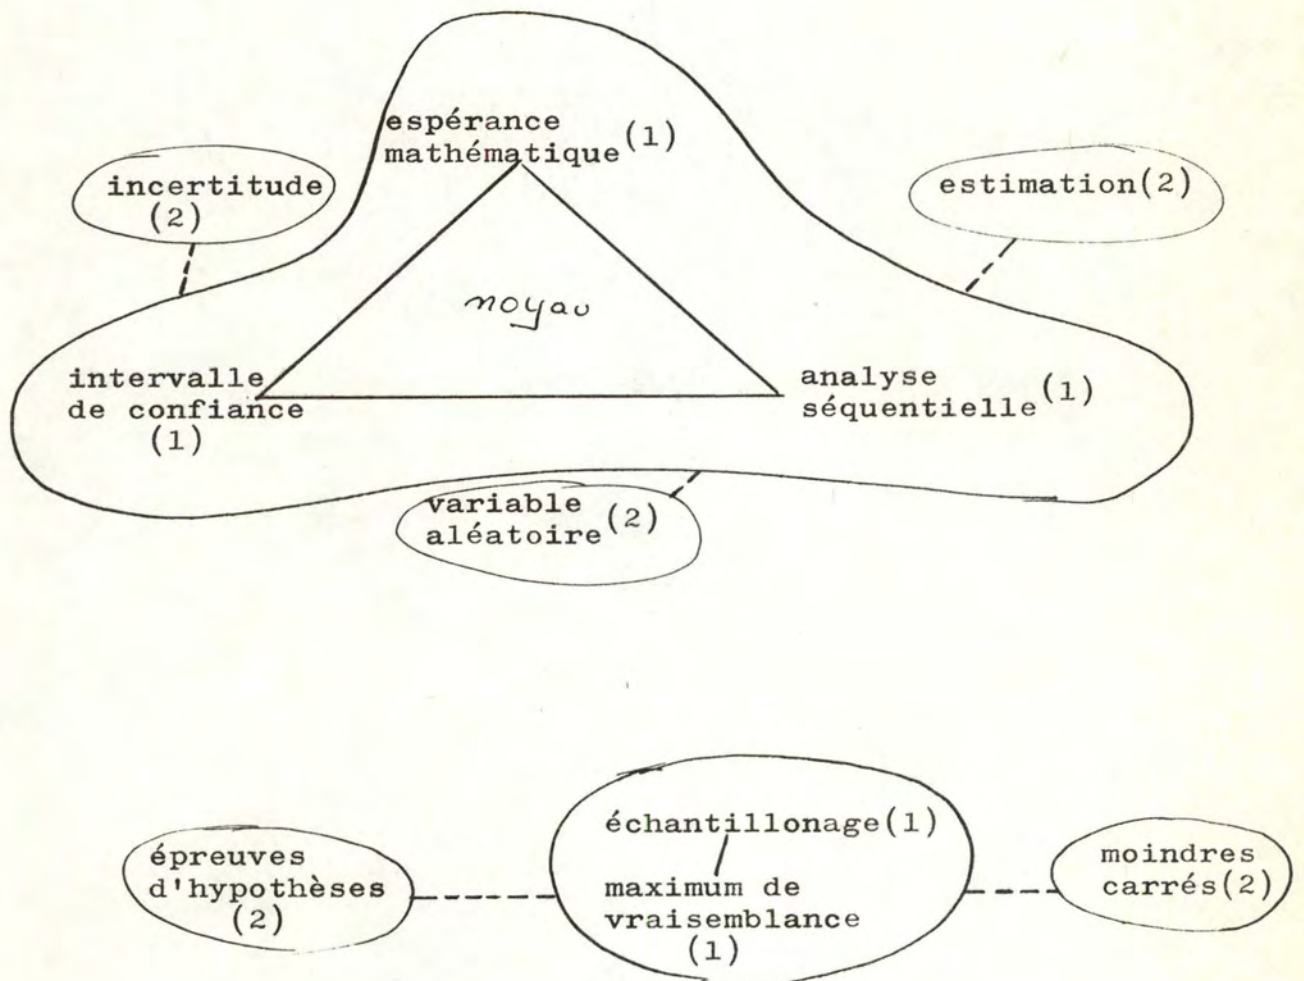 espérance
mathématique (1)
incertitude
(2)
estimation(2)
noyau
intervalle
de confiance
(1)
analyse
séquentielle (1)
variable
aléatoire (2)
échantillonage(1)
maximum de
vraisemblance
(1)
épreuves
d'hypothèses
(2)
moindres
carrés(2)